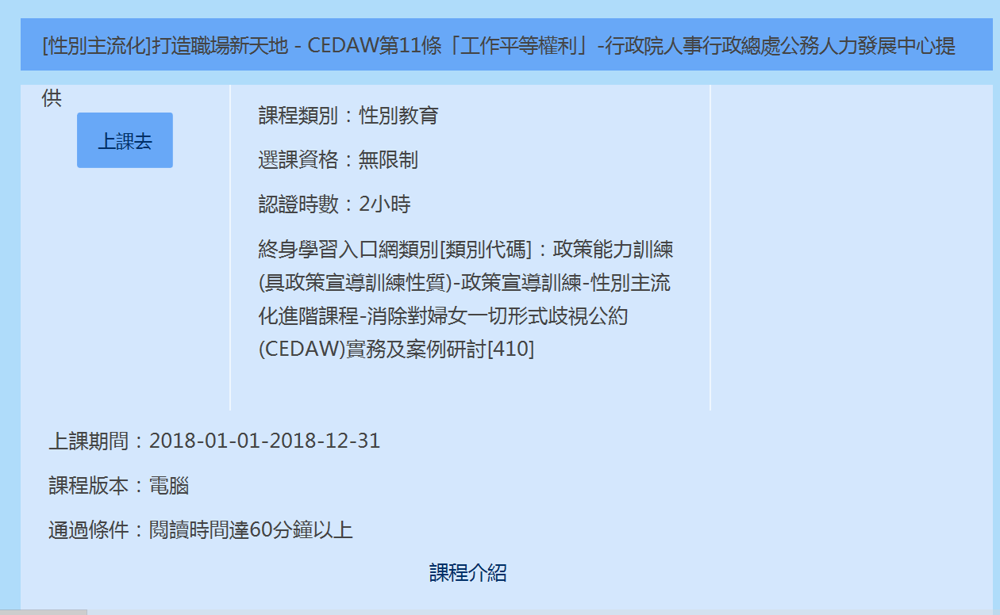 [性別主流化]打造職場新天地 - CEDAW第11條「工作平等權利」-行政院人事行政總處公務人力發展中心提
供
上課去
課程類別：性別教育
選課資格：無限制
認證時數：2小時
終身學習入口網類別[類別代碼]：政策能力訓練
(具政策宣導訓練性質)-政策宣導訓練-性別主流
化進階課程-消除對婦女一切形式歧視公約
(CEDAW)實務及案例研討[410]
上課期間：2018-01-01-2018-12-31
課程版本：電腦
通過條件：閱讀時間達60分鐘以上
課程介紹